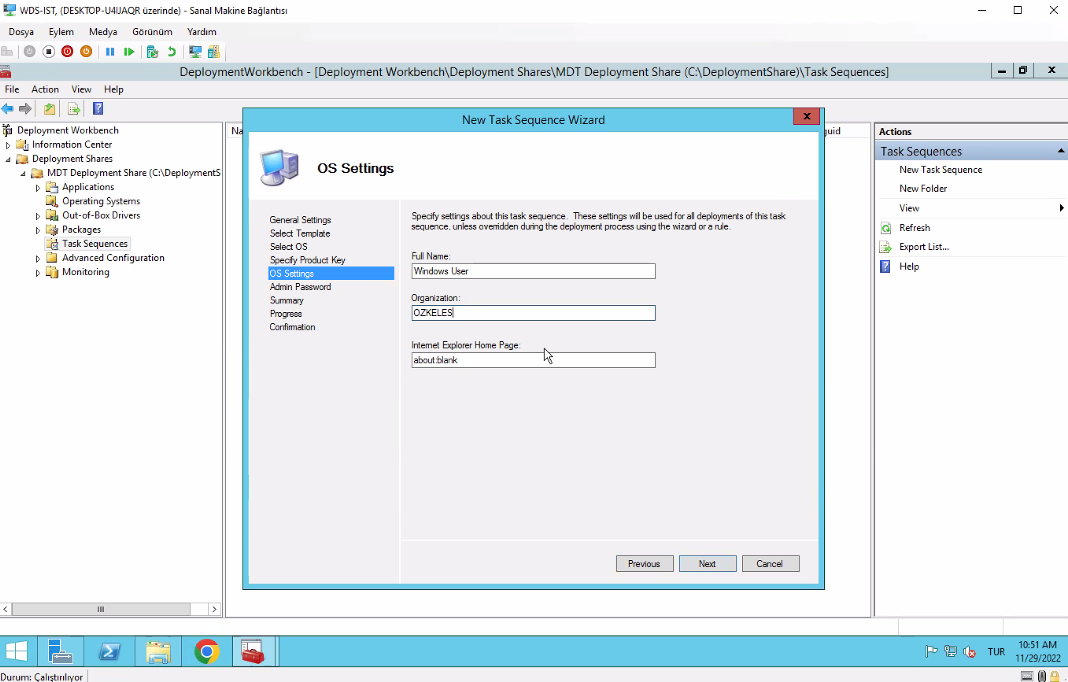 WDS-IST, (DESKTOP-U4IJAQR üzerinde) - Sanal Makine Bağlantısı
Dosya Eylem Medya Görünüm Yardım
DeploymentWorkbench - [Deployment Workbench\Deployment Shares\MDT Deployment Share (C:\DeploymentShare)\Task Sequences]
File Action View Help
Deployment Workbench
Information Center
Deployment Shares
MDT Deployment Share (C:\DeploymentS
Applications
Operating Systems
Out-of-Box Drivers
Packages
Task Sequences
Advanced Configuration
Monitoring
Na
uid
New Task Sequence Wizard
OS Settings
General Settings
Select Template
Select OS
Specify Product Key
OS Settings
Admin Password
Summary
Progress
Confirmation
Specify settings about this task sequence. These settings will be used for all deployments of this task
sequence, unless overridden during the deployment process using the wizard or a rule.
Full Name:
Windows User
Organization:
OZKELES
Internet Explorer Home Page:
about:blank
Previous Next Cancel
Actions
Task Sequences
New Task Sequence
New Folder
View
Refresh
Export List...
Help
TUR
10:51 AM
11/29/2022
Durum: Çalıştırılıyor